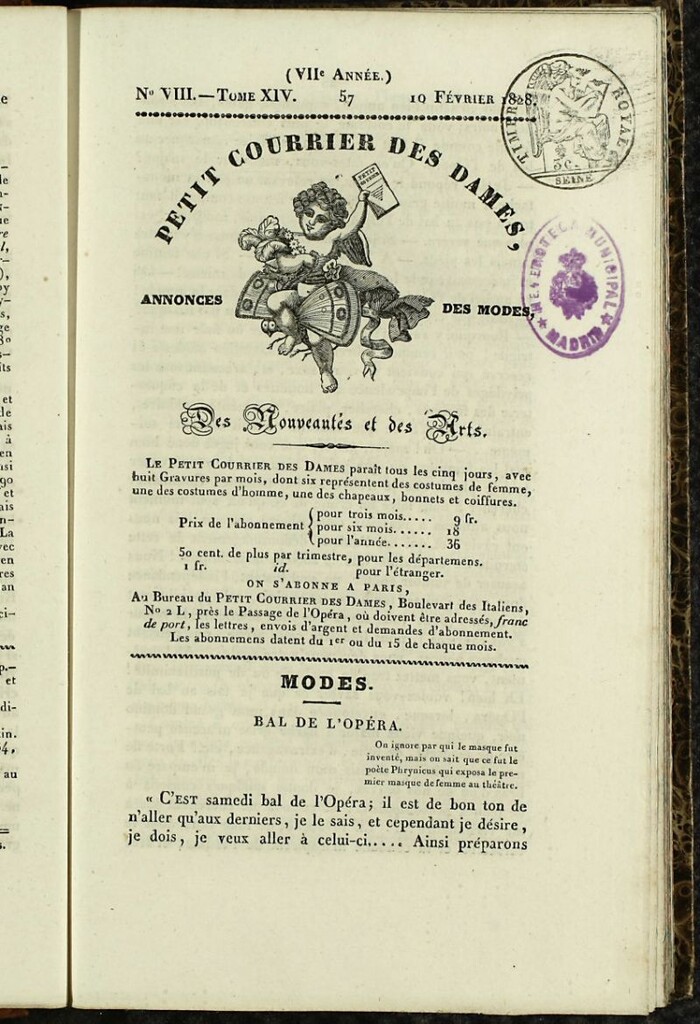 (VIIe ANNÉE.)
No VIII.—TOME XIV. 57 10 FÉVRIER 1828.
TIMBRE ROYAL
5c.
SEINE
PETIT COURRIER DES DAMES,
PETIT
HEMEROTECA MUNICIPAL
MADRID
ANNONCES DES MODES,
Des Nouveautés et des Arts.
LE PETIT COURRIER DES DAMES paraît tous les cinq jours, avec
huit Gravures par mois, dont six représentent des costumes de femme,
une des costumes d'homme, une des chapeaux, bonnets et coiffures.
Prix de l'abonnement { pour trois mois..... 9 fr.
pour six mois...... 18
pour l'année...... 36
50 cent. de plus par trimestre, pour les départemens.
1 fr. id. pour l'étranger.
ON S'ABONNE A PARIS,
Au Bureau du PETIT COURRIER DES DAMES, Boulevart des Italiens,
No 2 L, près le Passage de l'Opéra, où doivent être adressés, franc
de port, les lettres, envois d'argent et demandes d'abonnement.
Les abonnemens datent du 1er ou du 15 de chaque mois.
MODES.
BAL DE L'OPÉRA.
On ignore par qui le masque fut
inventé, mais on sait que ce fut le
poète Phrynicus qui exposa le pre-
mier masque de femme au théâtre.
« C'EST samedi bal de l'Opéra; il est de bon ton de
n'aller qu'aux derniers, je le sais, et cependant je désire,
je dois, je veux aller à celui-ci..... Ainsi préparons